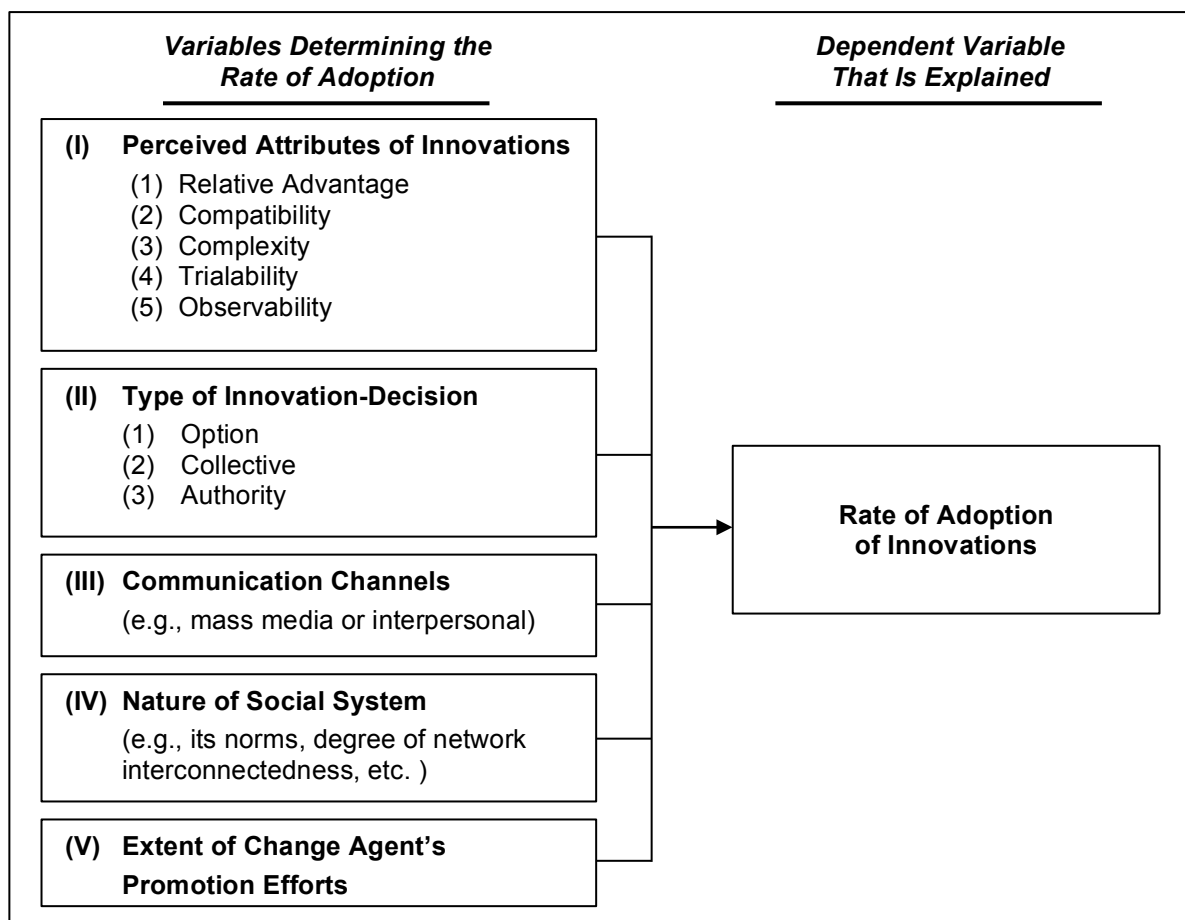 Variables Determining the
Rate of Adoption
Dependent Variable
That Is Explained
(I) Perceived Attributes of Innovations
(1) Relative Advantage
(2) Compatibility
(3) Complexity
(4) Trialability
(5) Observability
(II) Type of Innovation-Decision
(1) Option
(2) Collective
(3) Authority
(III) Communication Channels
(e.g., mass media or interpersonal)
(IV) Nature of Social System
(e.g., its norms, degree of network
interconnectedness, etc. )
(V) Extent of Change Agent’s
Promotion Efforts
Rate of Adoption
of Innovations